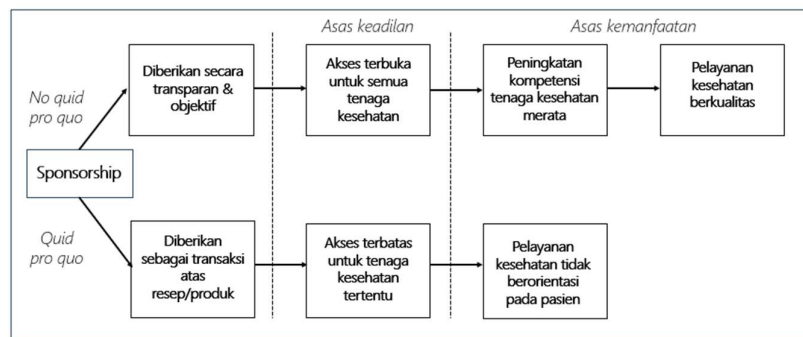 Asas keadilan
Asas kemanfaatan
No quid
pro quo
Diberikan secara
transparan &
objektif
Akses terbuka
untuk semua
tenaga
kesehatan
Peningkatan
kompetensi
tenaga kesehatan
merata
Pelayanan
kesehatan
berkualitas
Sponsorship
Quid
pro quo
Diberikan
sebagai transaksi
atas
resep/produk
Akses terbatas
untuk tenaga
kesehatan
tertentu
Pelayanan
kesehatan tidak
berorientasi
pada pasien